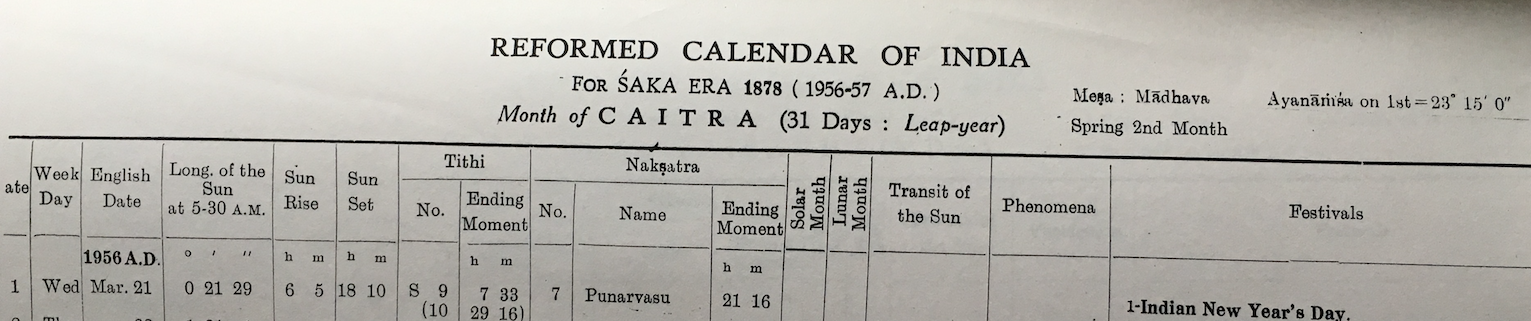 REFORMED CALENDAR OF INDIA
FOR ŚAKA ERA 1878 ( 1956-57 A.D. )
Month of CAITRA (31 Days : Leap-year)
Meṣa : Mādhava Ayanāṁśa on 1st = 23° 15′ 0″
Spring 2nd Month
ate Week Day English Date Long. of the Sun at 5-30 A.M. Sun Rise Sun Set Tithi No. Ending Moment Nakṣatra No. Name Ending Moment Solar Month Lunar Month Transit of the Sun Phenomena Festivals
1956 A.D. ° ′ ″ h m h m h m h m
1 Wed Mar. 21 0 21 29 6 5 18 10 S 9 7 33 7 Punarvasu 21 16
(10 29 16) 1-Indian New Year's Day.